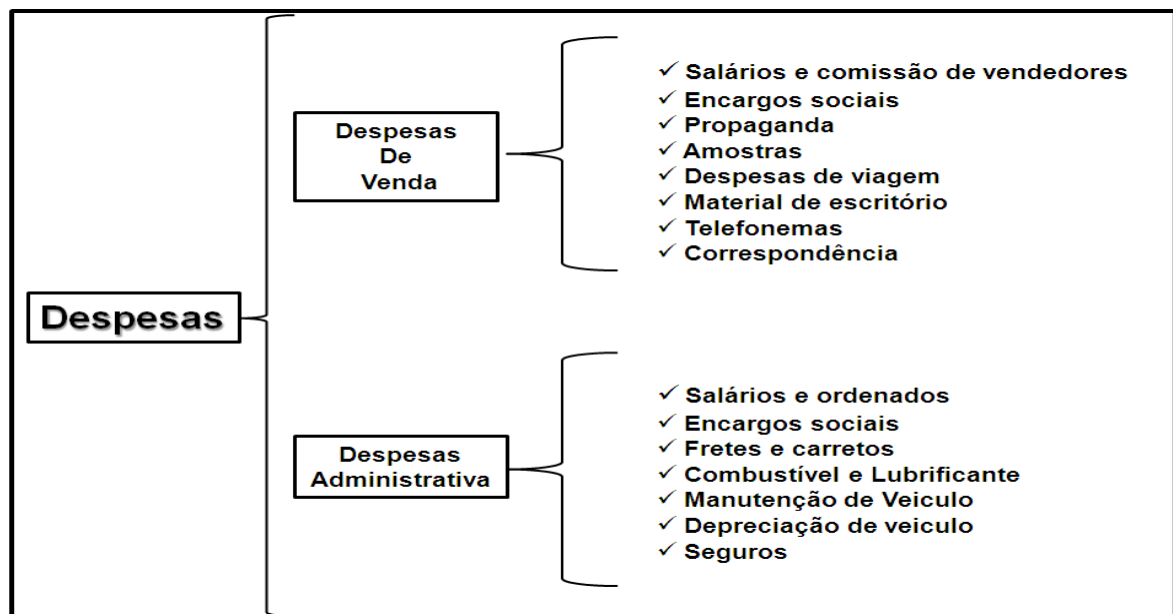 Despesas
Despesas
De
Venda
✓ Salários e comissão de vendedores
✓ Encargos sociais
✓ Propaganda
✓ Amostras
✓ Despesas de viagem
✓ Material de escritório
✓ Telefonemas
✓ Correspondência
Despesas
Administrativa
✓ Salários e ordenados
✓ Encargos sociais
✓ Fretes e carretos
✓ Combustível e Lubrificante
✓ Manutenção de Veiculo
✓ Depreciação de veiculo
✓ Seguros